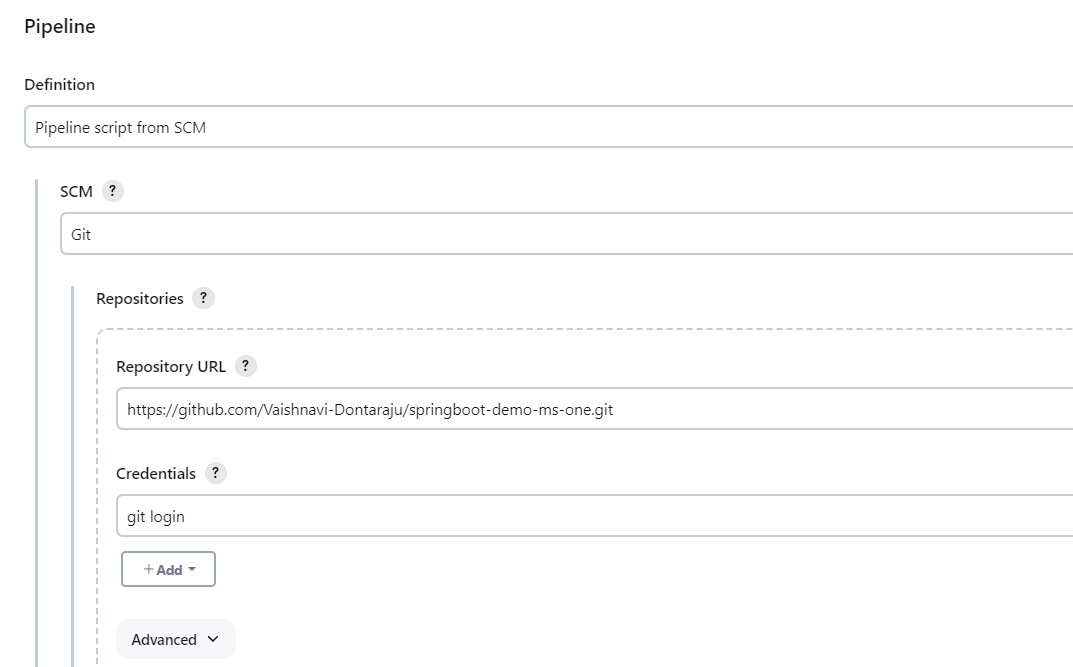 Pipeline
Definition
Pipeline script from SCM
SCM ?
Git
Repositories ?
Repository URL ?
https://github.com/Vaishnavi-Dontaraju/springboot-demo-ms-one.git
Credentials ?
git login
+ Add
Advanced